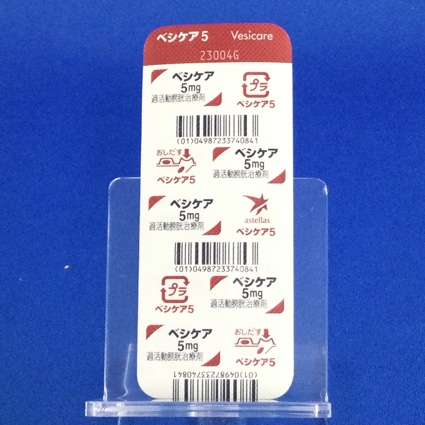 ベシケア5 Vesicare
23004G
ベシケア
5mg
過活動膀胱治療剤
プラ
ベシケア5
(01)04987233740841
おしだす
ベシケア5
ベシケア
5mg
過活動膀胱治療剤
ベシケア
5mg
過活動膀胱治療剤
astellas
ベシケア5
(01)04987233740841
プラ
ベシケア5
ベシケア
5mg
過活動膀胱治療剤
ベシケア
5mg
過活動膀胱治療剤
おしだす
ベシケア5
(01)04987233740841